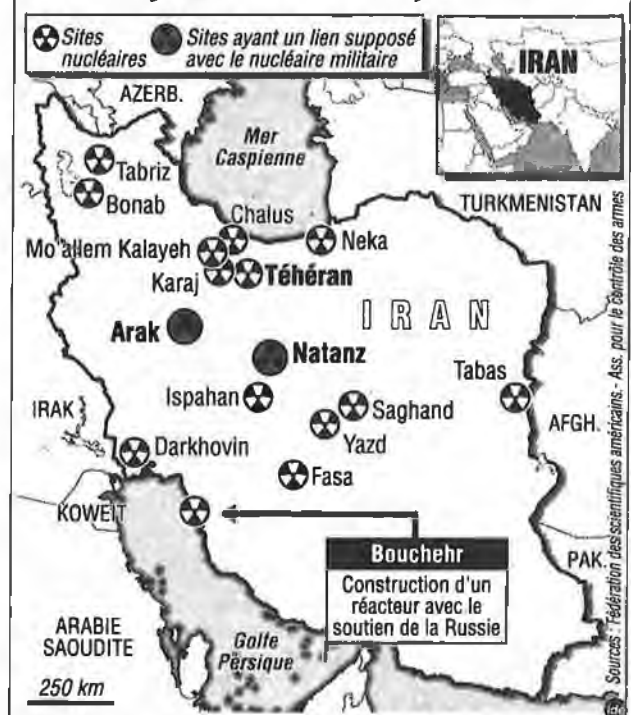 Sites
nucléaires
Sites ayant un lien supposé
avec le nucléaire militaire
IRAN
AZERB.
Mer
Caspienne
Tabriz
Bonab
TURKMENISTAN
Chalus
Mo'allem Kalayeh
Neka
Karaj
Téhéran
IRAN
Arak
Natanz
Tabas
Ispahan
IRAK
Saghand
AFGH.
Yazd
Darkhovin
Fasa
KOWEIT
Bouchehr
Construction d'un
réacteur avec le
soutien de la Russie
PAK.
ARABIE
SAOUDITE
Golfe
Persique
250 km
Sources : Fédération des scientifiques américains.- Ass. pour le Contrôle des armes